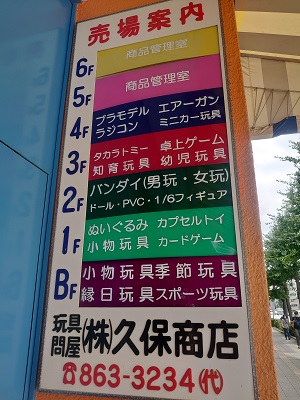 売場案内
6F 商品管理室
5F 商品管理室
4F プラモデル エアーガン
ラジコン ミニカー玩具
3F タカラトミー 卓上ゲーム
知育玩具 幼児玩具
2F バンダイ(男玩・女玩)
ドール・PVC・1/6フィギュア
1F ぬいぐるみ カプセルトイ
小物玩具 カードゲーム
BF 小物玩具季節玩具
縁日玩具スポーツ玩具
玩具問屋 (株)久保商店
☎863-3234(代)